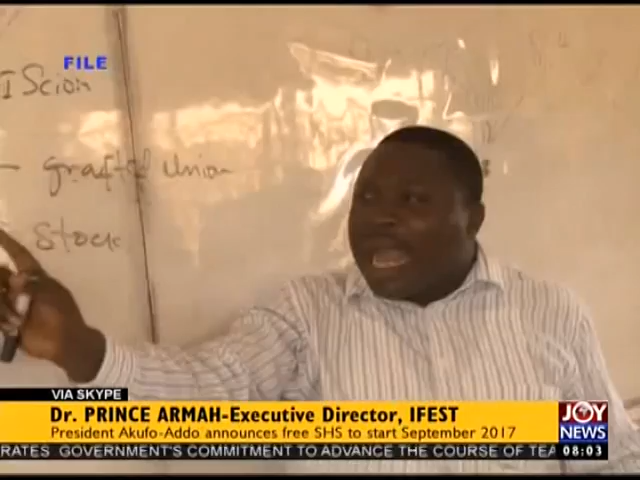 FILE
Scion
grafted Union
Stock
VIA SKYPE
Dr. PRINCE ARMAH-Executive Director, IFEST
President Akufo-Addo announces free SHS to start September 2017
JOY
NEWS
RATES GOVERNMENT'S COMMITMENT TO ADVANCE THE COURSE OF TEA
08:03